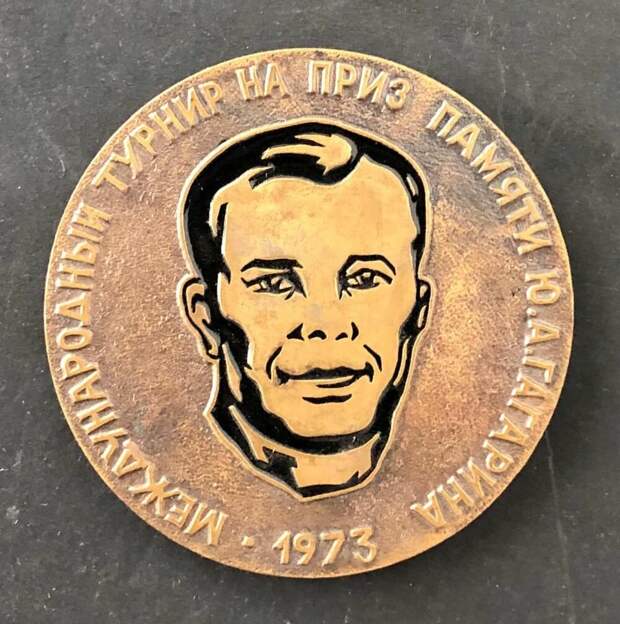 МЕЖДУНАРОДНЫЙ ТУРНИР НА ПРИЗ ПАМЯТИ Ю.А.ГАГАРИНА
· 1973